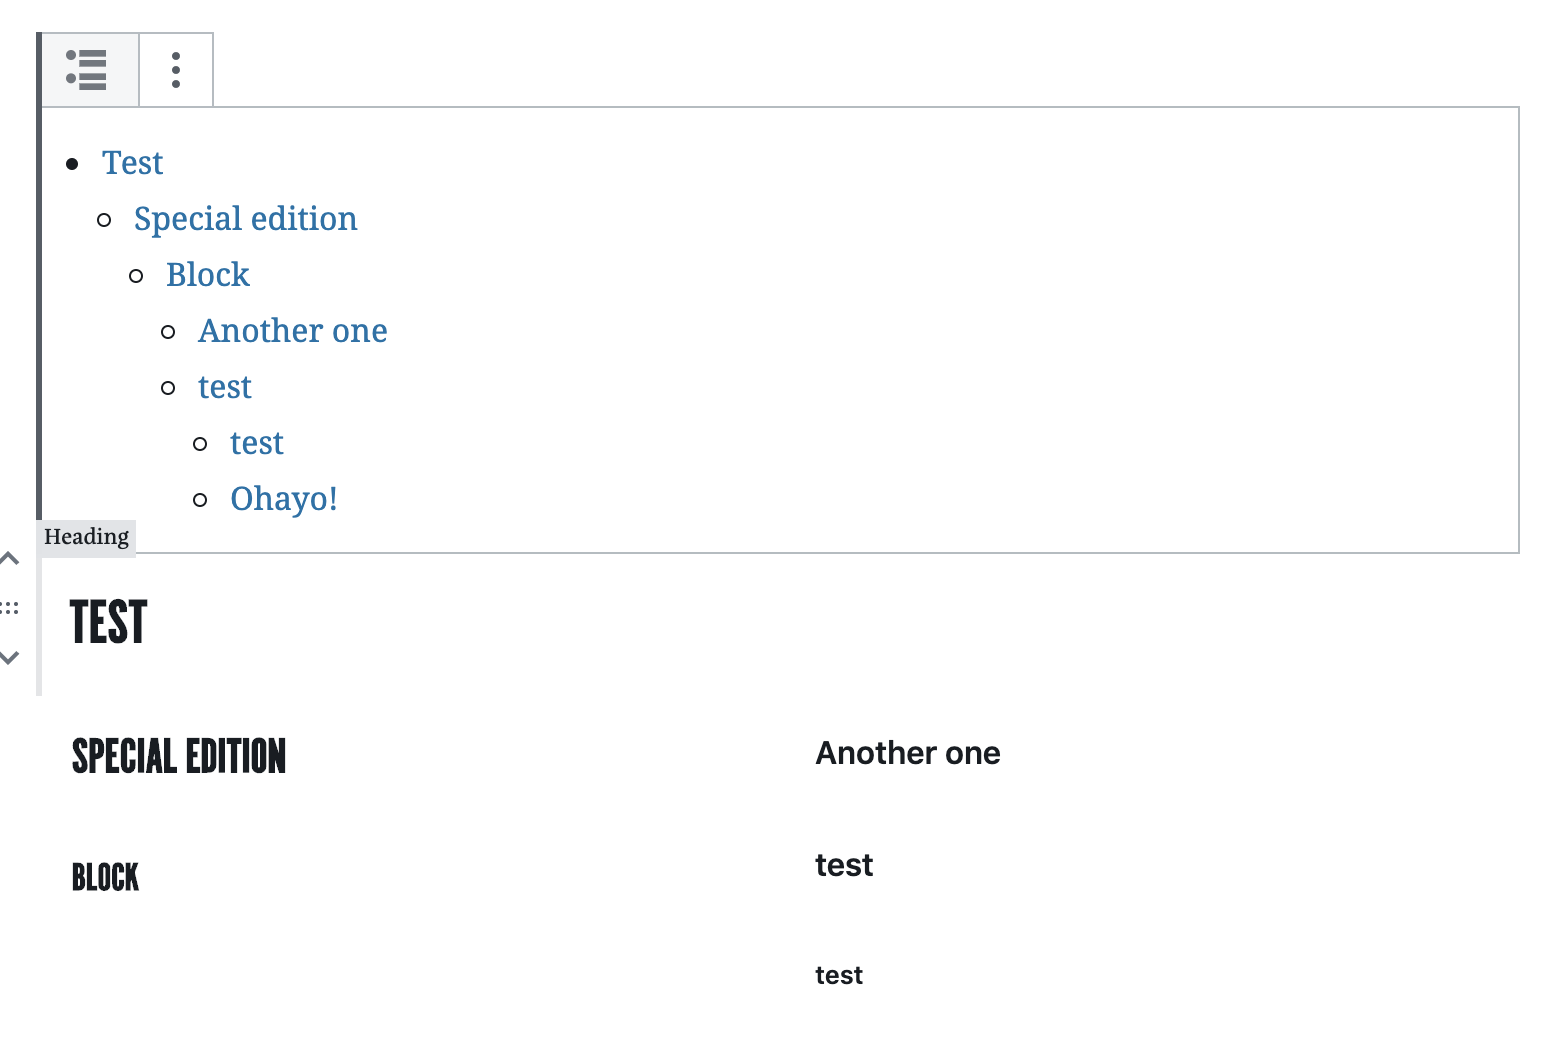 Test
Special edition
Block
Another one
test
test
Ohayo!
Heading
TEST
SPECIAL EDITION
BLOCK
Another one
test
test